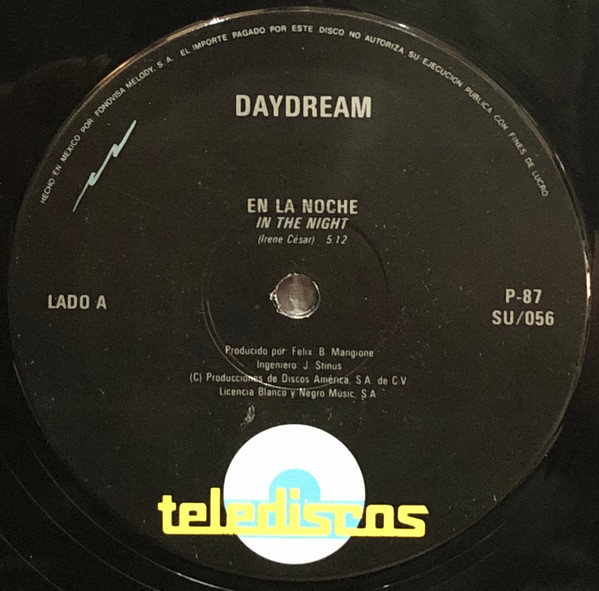 HECHO EN MEXICO POR FONOVISA MELODY, S.A. EL IMPORTE PAGADO POR ESTE DISCO NO AUTORIZA SU EJECUCION PUBLICA CON FINES DE LUCRO
DAYDREAM
EN LA NOCHE
IN THE NIGHT
(Irene César) 5:12
LADO A
P-87
SU/056
Producido por: Felix B. Mangione
Ingeniero J. Stinus
(C) Producciones de Discos América, S.A. de C.V
Licencia Blanco y Negro Músic, S.A
telediscos